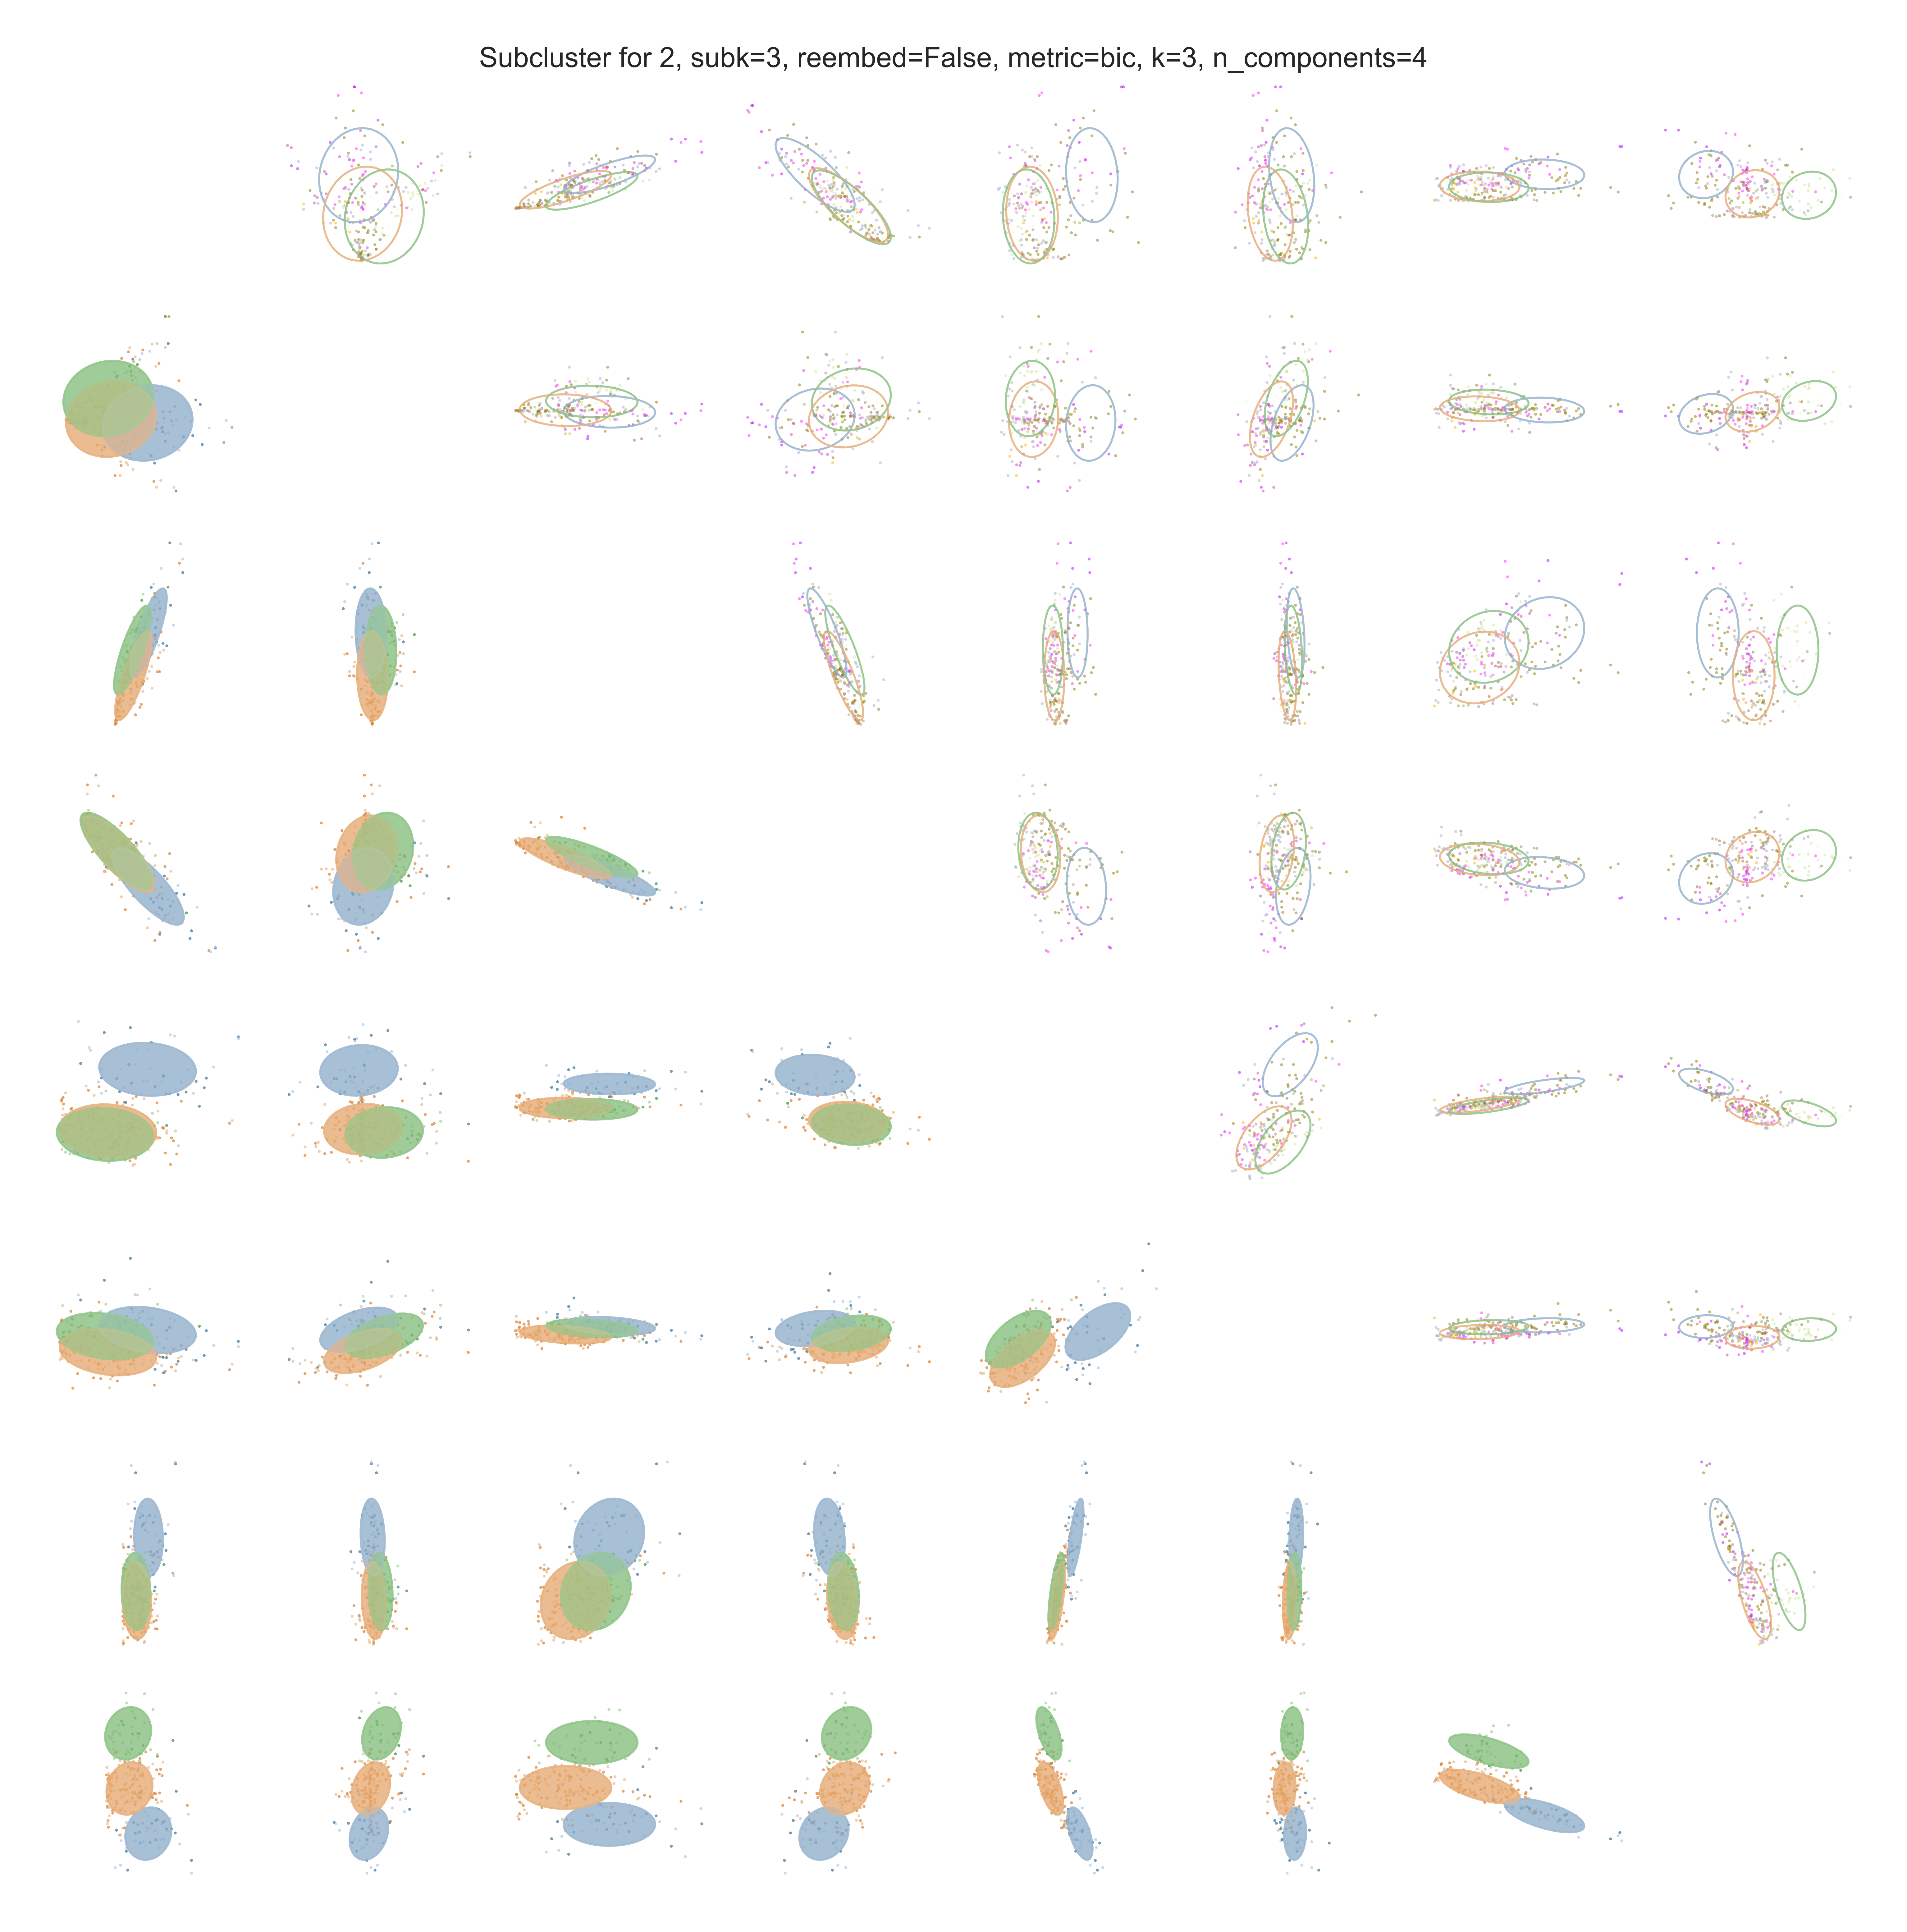 Subcluster for 2, subk=3, reembed=False, metric=bic, k=3, n_components=4